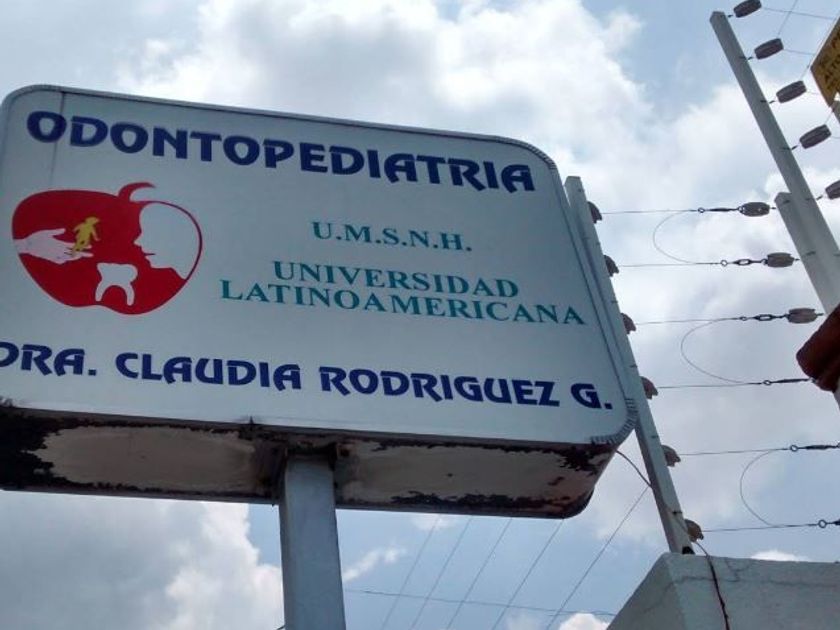 ODONTOPEDIATRIA
U.M.S.N.H.
UNIVERSIDAD
LATINOAMERICANA
DRA. CLAUDIA RODRIGUEZ G.